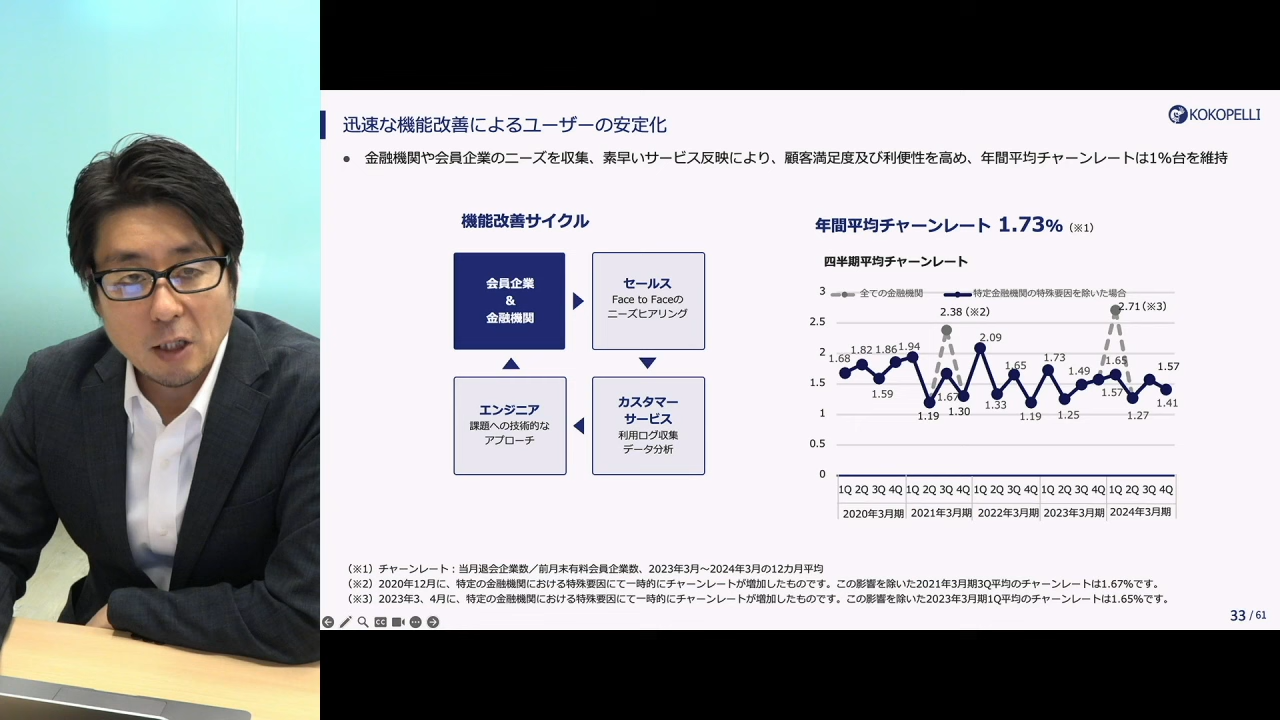 迅速な機能改善によるユーザーの安定化
KOKOPELLI
● 金融機関や会員企業のニーズを収集、素早いサービス反映により、顧客満足度及び利便性を高め、年間平均チャーンレートは1%台を維持
機能改善サイクル
会員企業
&
金融機関
セールス
Face to Faceの
ニーズヒアリング
エンジニア
課題への技術的な
アプローチ
カスタマー
サービス
利用ログ収集
データ分析
年間平均チャーンレート 1.73% (※1)
四半期平均チャーンレート
全ての金融機関 特定金融機関の特殊要因を除いた場合
3
2.5
2
1.5
1
0.5
0
1.68 1.82 1.59 1.86 1.94 1.19 2.38 (※2) 1.67 1.30 2.09 1.33 1.65 1.19 1.73 1.25 1.49 1.57 2.71 (※3) 1.65 1.27 1.57 1.41
1Q 2Q 3Q 4Q 1Q 2Q 3Q 4Q 1Q 2Q 3Q 4Q 1Q 2Q 3Q 4Q 1Q 2Q 3Q 4Q
2020年3月期 2021年3月期 2022年3月期 2023年3月期 2024年3月期
(※1) チャーンレート：当月退会企業数／前月末有料会員企業数、2023年3月～2024年3月の12カ月平均
(※2) 2020年12月に、特定の金融機関における特殊要因にて一時的にチャーンレートが増加したものです。この影響を除いた2021年3月期3Q平均のチャーンレートは1.67%です。
(※3) 2023年3、4月に、特定の金融機関における特殊要因にて一時的にチャーンレートが増加したものです。この影響を除いた2023年3月期1Q平均のチャーンレートは1.65%です。
CC
33 / 61